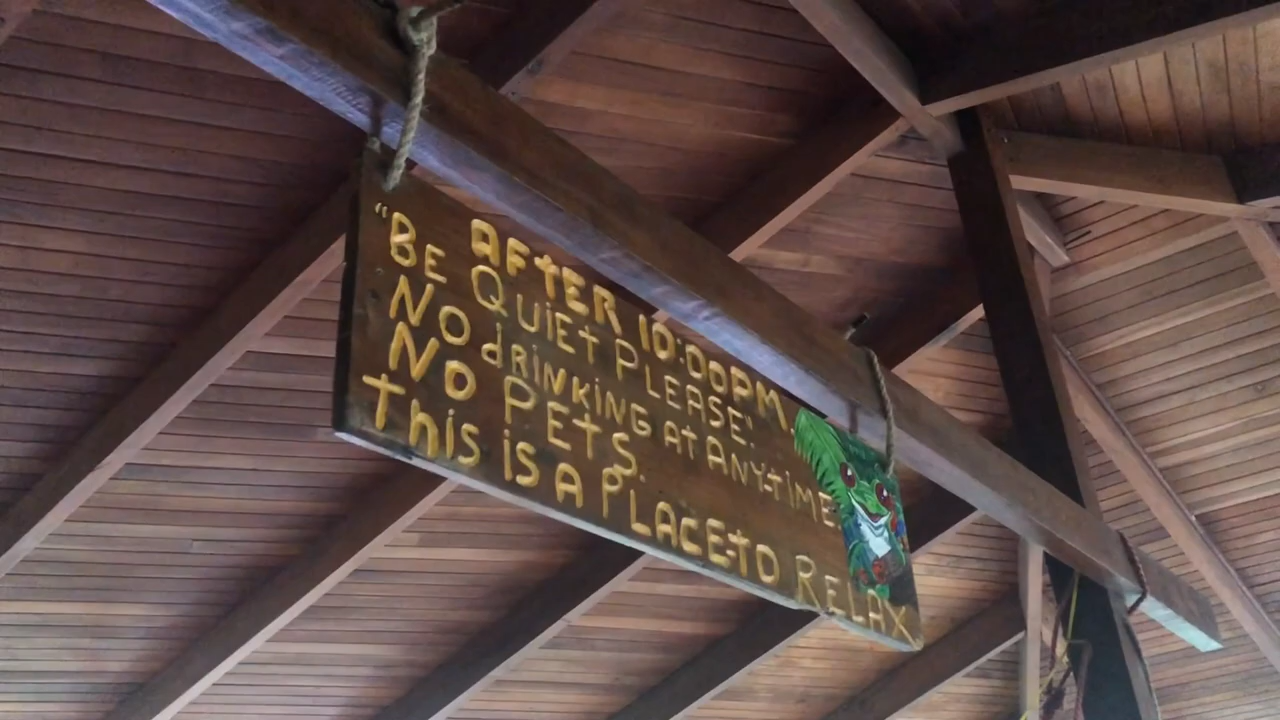 AFtER 10:00PM.
"BE QUiEt PLEASE".
NO dRiNKiNG At ANYtiME.
NO PEtS.
this is A PLACE tO RELAX